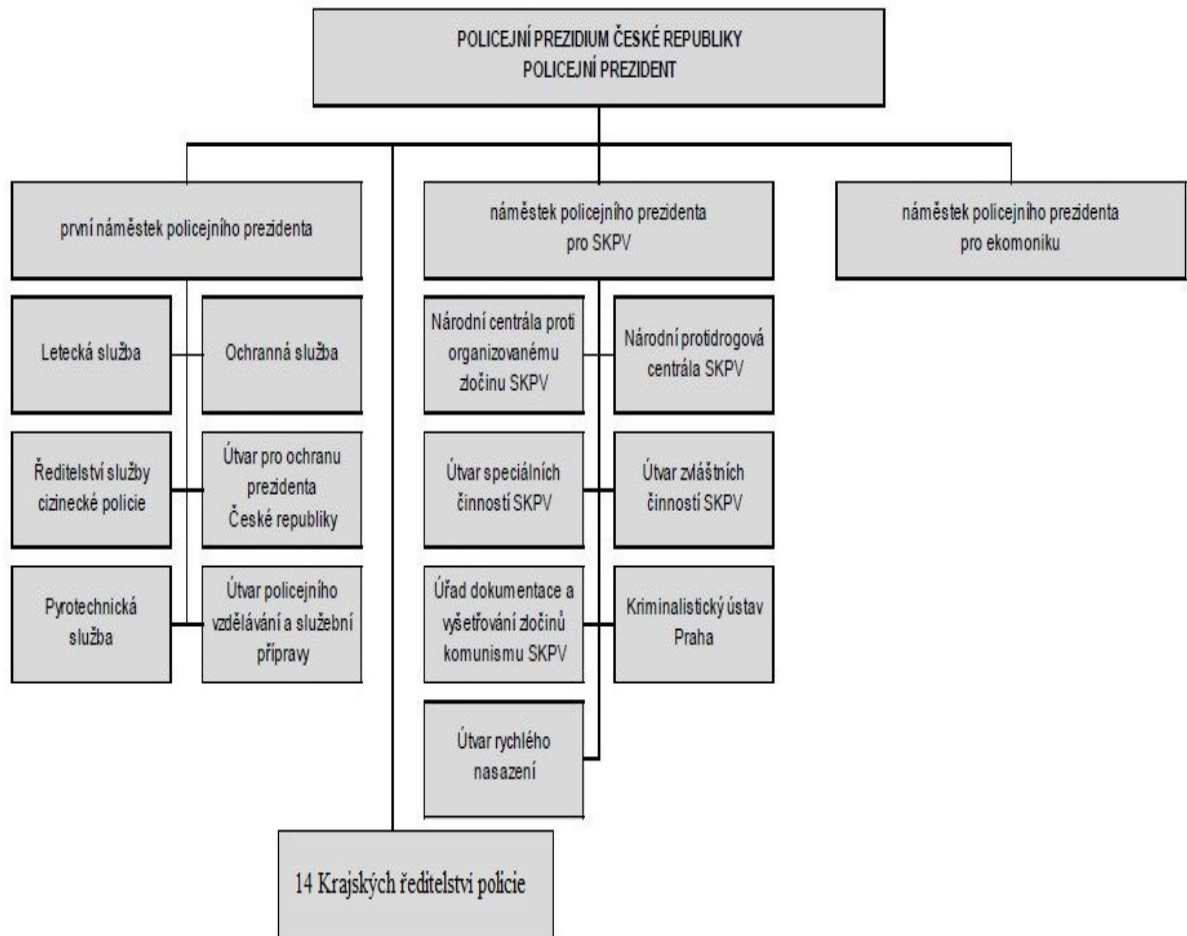 POLICEJNÍ PREZIDIUM ČESKÉ REPUBLIKY
POLICEJNÍ PREZIDENT
první náměstek policejního prezidenta
náměstek policejního prezidenta
pro SKPV
náměstek policejního prezidenta
pro ekomoniku
Letecká služba
Ochranná služba
Národní centrála proti
organizovanému
zločinu SKPV
Národní protidrogová
centrála SKPV
Ředitelství služby
cizinecké policie
Útvar pro ochranu
prezidenta
České republiky
Útvar speciálních
činností SKPV
Útvar zvláštních
činností SKPV
Pyrotechnická
služba
Útvar policejního
vzdělávání a služební
přípravy
Úřad dokumentace a
vyšetřování zločinů
komunismu SKPV
Kriminalistický ústav
Praha
Útvar rychlého
nasazení
14 Krajských ředitelstvi policie